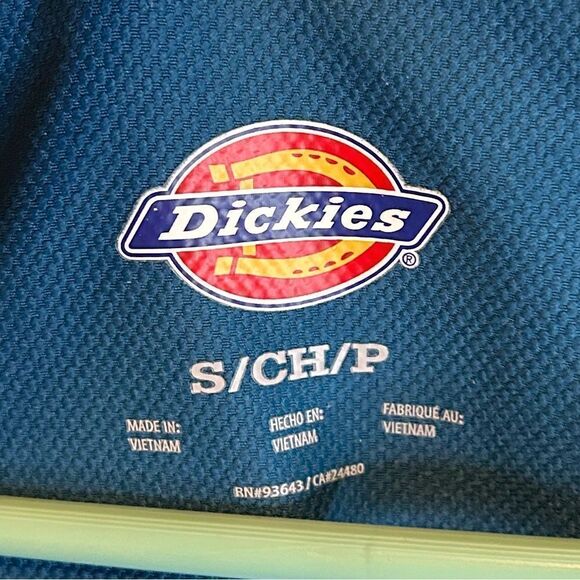 Dickies
®
S/CH/P
MADE IN: HECHO EN: FABRIQUÉ AU:
VIETNAM VIETNAM VIETNAM
RN#93643/CA#24480